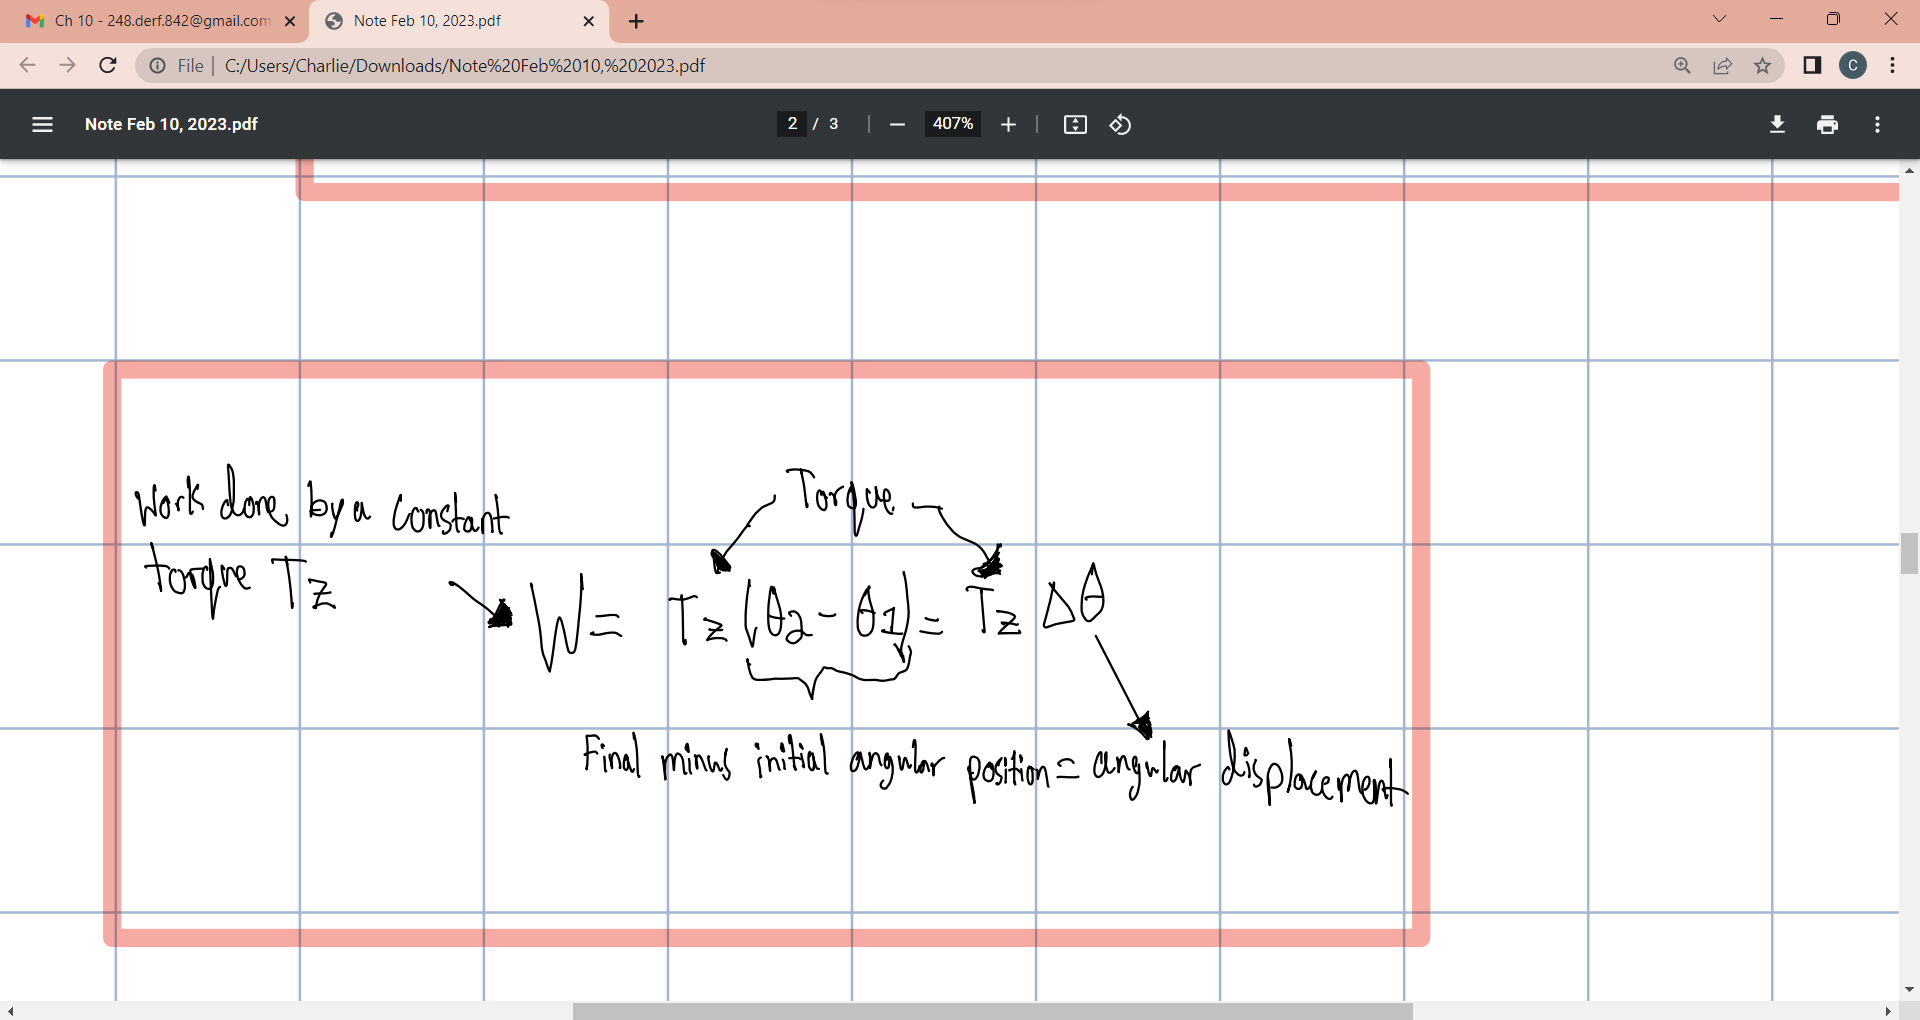 Ch 10 - 248.derf.842@gmail.com
Note Feb 10, 2023.pdf
File
C:/Users/Charlie/Downloads/Note%20Feb%2010,%202023.pdf
C
Note Feb 10, 2023.pdf
2 / 3
407%
Work done by a constant
torque Tz
Torque
W = Tz (θ2 - θ1) = Tz Δθ
Final minus initial angular position = angular displacement